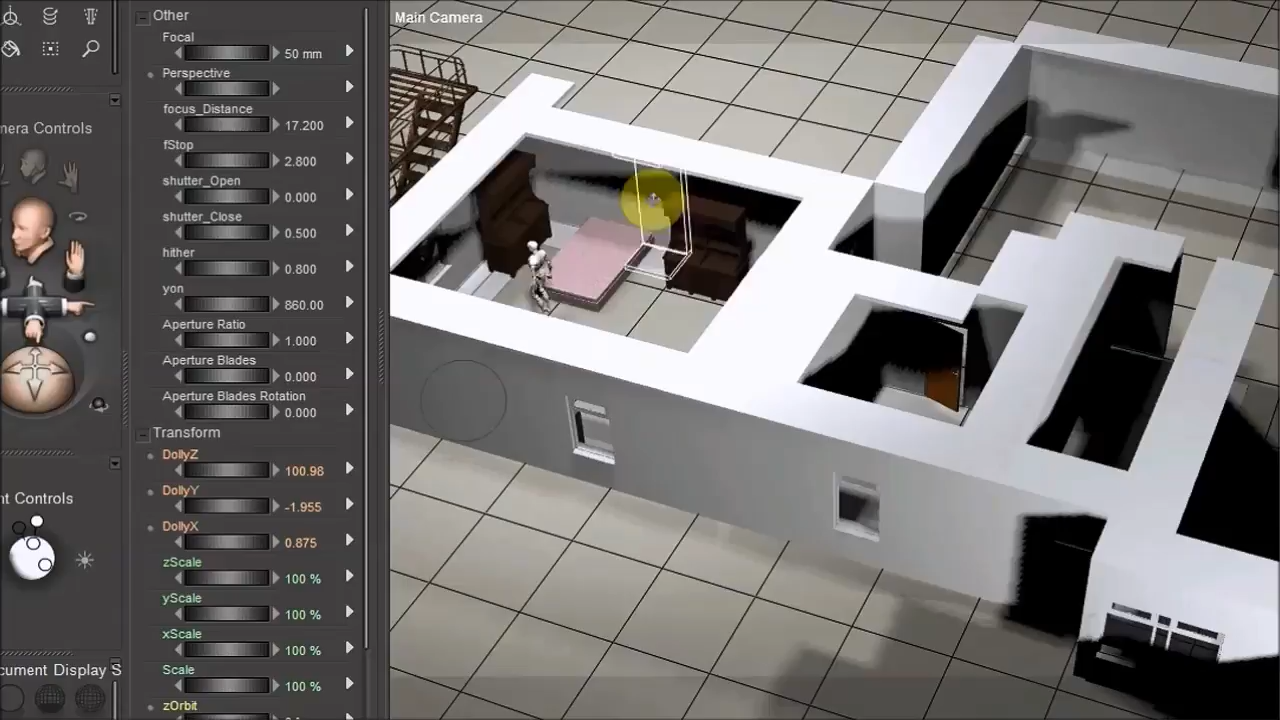 Main Camera
Other
Focal
50 mm
Perspective
focus_Distance
17.200
fStop
2.800
shutter_Open
0.000
shutter_Close
0.500
hither
0.800
yon
860.00
Aperture Ratio
1.000
Aperture Blades
0.000
Aperture Blades Rotation
0.000
Transform
DollyZ
100.98
DollyY
-1.955
DollyX
0.875
zScale
100 %
yScale
100 %
xScale
100 %
Scale
100 %
zOrbit
mera Controls
nt Controls
cument Display S